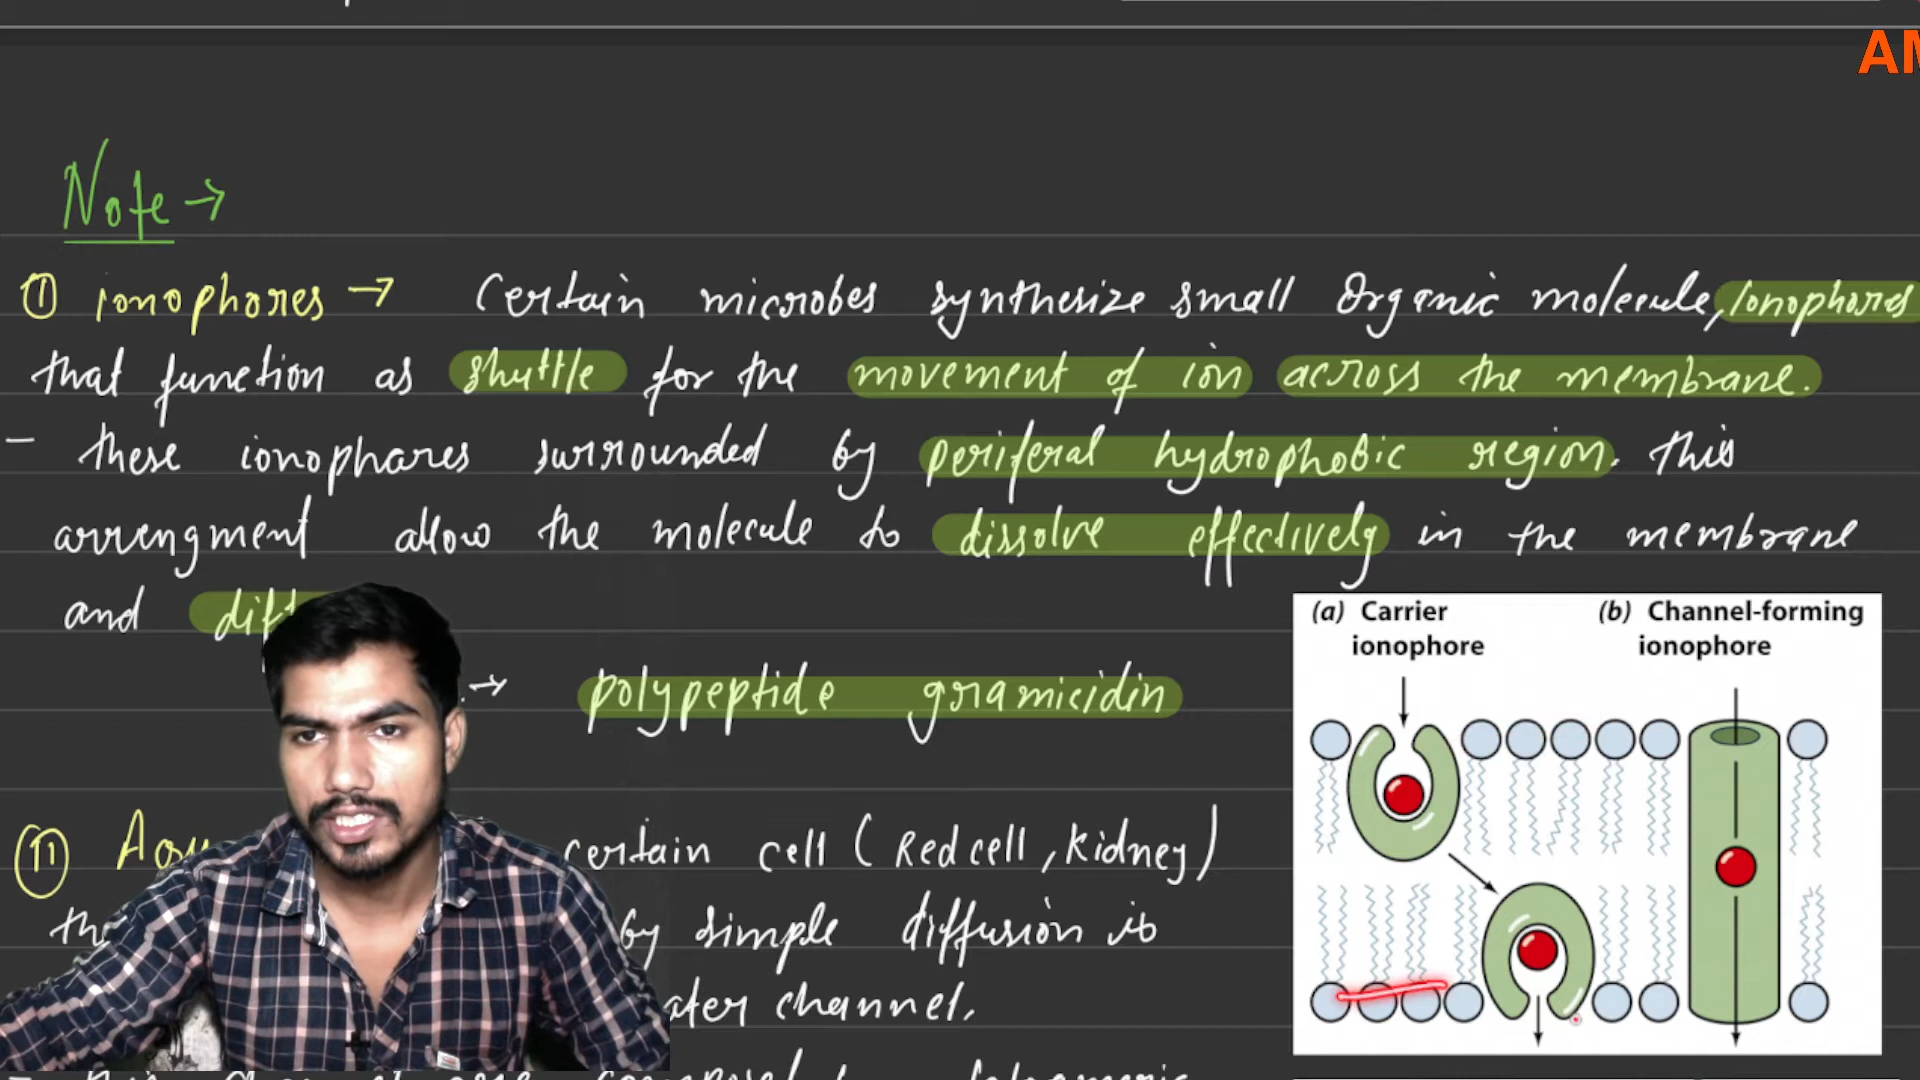 AM
Note →
① ionophores → Certain microbes synthesize small Organic molecule, ionophores
that function as shuttle for the movement of ion across the membrane.
- these ionophares surrounded by periferal hydrophobic region. this
arrengment allow the molecule to dissolve effectively in the membrane
and diff
→ polypeptide gramicidin
(a) Carrier ionophore
(b) Channel-forming ionophore
certain cell (Red cell, Kidney)
by simple diffusion is
ater channel.